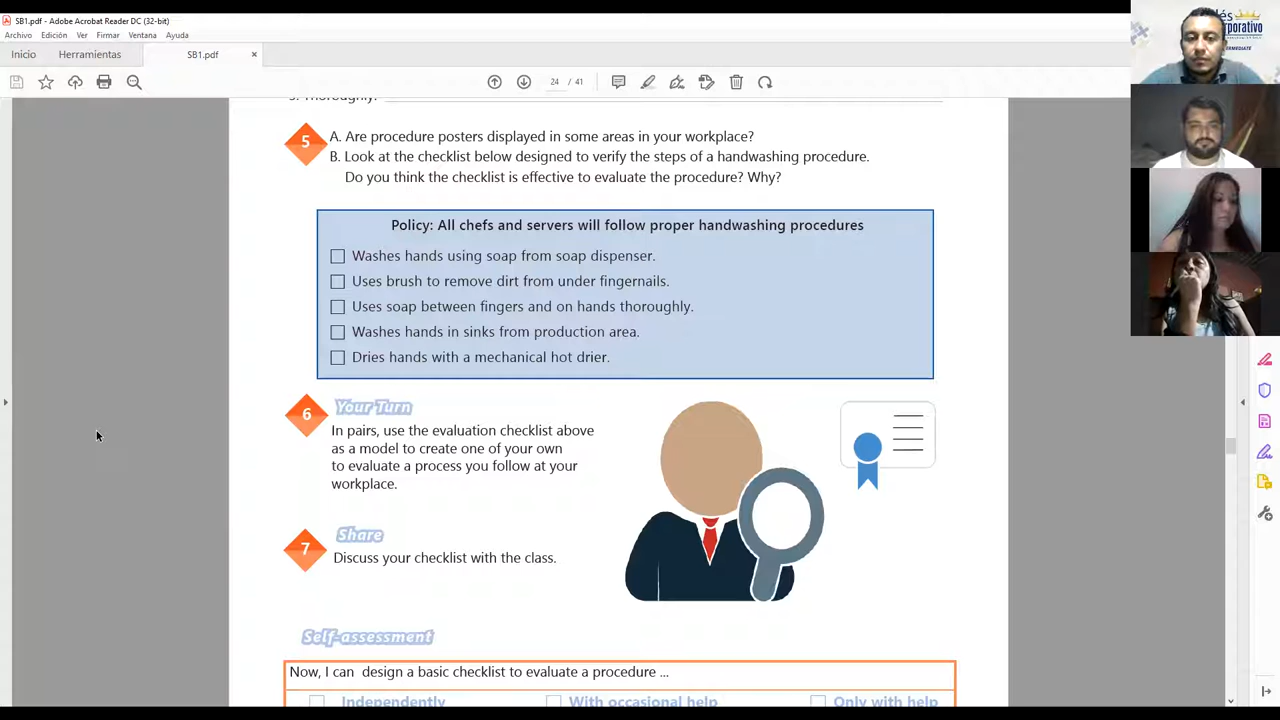 SB1.pdf - Adobe Acrobat Reader DC (32-bit)
Archivo Edición Ver Firmar Ventana Ayuda
Inicio Herramientas SB1.pdf ×
24 / 41
5. Thoroughly:
5
A. Are procedure posters displayed in some areas in your workplace?
B. Look at the checklist below designed to verify the steps of a handwashing procedure.
Do you think the checklist is effective to evaluate the procedure? Why?
Policy: All chefs and servers will follow proper handwashing procedures
Washes hands using soap from soap dispenser.
Uses brush to remove dirt from under fingernails.
Uses soap between fingers and on hands thoroughly.
Washes hands in sinks from production area.
Dries hands with a mechanical hot drier.
6
Your Turn
In pairs, use the evaluation checklist above
as a model to create one of your own
to evaluate a process you follow at your
workplace.
7
Share
Discuss your checklist with the class.
Self-assessment
Now, I can design a basic checklist to evaluate a procedure ...
Independently With occasional help Only with help